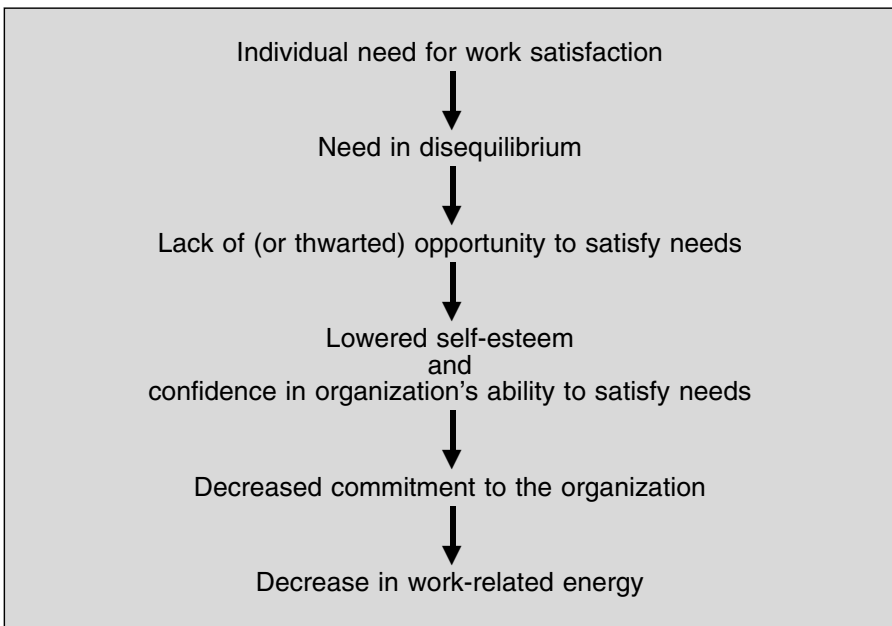 Individual need for work satisfaction
Need in disequilibrium
Lack of (or thwarted) opportunity to satisfy needs
Lowered self-esteem
and
confidence in organization's ability to satisfy needs
Decreased commitment to the organization
Decrease in work-related energy